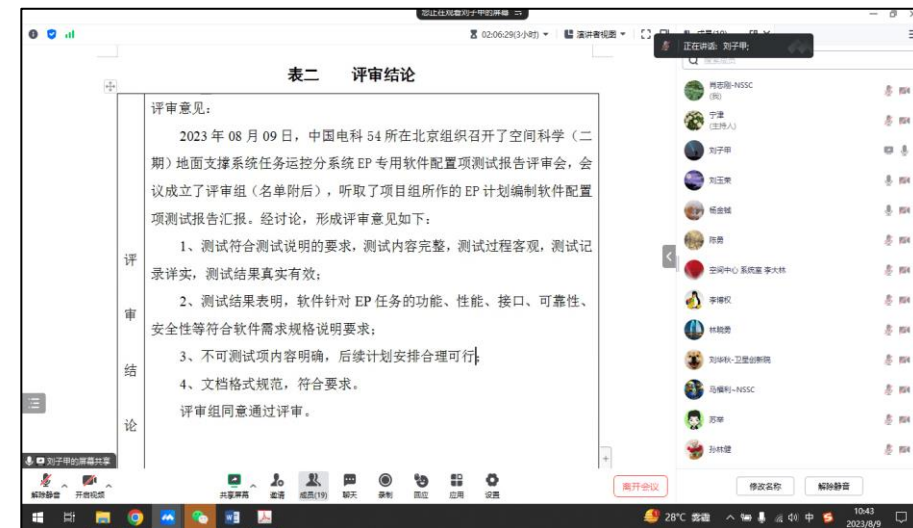 您正在观看刘子甲的屏幕
02:06:29(3小时)
演讲者视图
成员(19)
正在讲话: 刘子甲;
搜索成员
表二 评审结论
评审意见:
2023 年 08 月 09 日，中国电科 54 所在北京组织召开了空间科学（二
期）地面支撑系统任务运控分系统 EP 专用软件配置项测试报告评审会，会
议成立了评审组（名单附后），听取了项目组所作的 EP 计划编制软件配置
项测试报告汇报。经讨论，形成评审意见如下：
1、测试符合测试说明的要求，测试内容完整，测试过程客观，测试记
录详实，测试结果真实有效；
2、测试结果表明，软件针对 EP 任务的功能、性能、接口、可靠性、
安全性等符合软件需求规格说明要求；
3、不可测试项内容明确，后续计划安排合理可行；
4、文档格式规范，符合要求。
评审组同意通过评审。
评
审
结
论
肖志刚-NSSC
(我)
宁津
(主持人)
刘子甲
刘玉荣
杨金钺
陈勇
空间中心 系统室 李大林
李博权
林晓勇
刘华秋-卫星创新院
马福利-NSSC
苏举
孙林健
刘子甲的屏幕共享
解除静音
开启视频
共享屏幕
邀请
成员(19)
聊天
录制
回应
应用
设置
离开会议
修改名称
解除静音
28°C 雾霾
中
10:43
2023/8/9